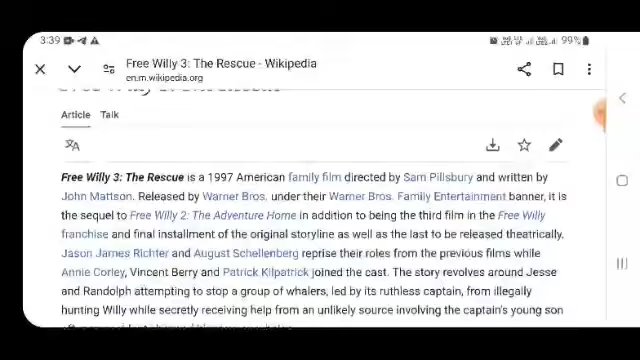 3:39
99%
Free Willy 3: The Rescue - Wikipedia
en.m.wikipedia.org
Article Talk
Free Willy 3: The Rescue is a 1997 American family film directed by Sam Pillsbury and written by
John Mattson. Released by Warner Bros. under their Warner Bros. Family Entertainment banner, it is
the sequel to Free Willy 2: The Adventure Home in addition to being the third film in the Free Willy
franchise and final installment of the original storyline as well as the last to be released theatrically.
Jason James Richter and August Schellenberg reprise their roles from the previous films while
Annie Corley, Vincent Berry and Patrick Kilpatrick joined the cast. The story revolves around Jesse
and Randolph attempting to stop a group of whalers, led by its ruthless captain, from illegally
hunting Willy while secretly receiving help from an unlikely source involving the captain's young son